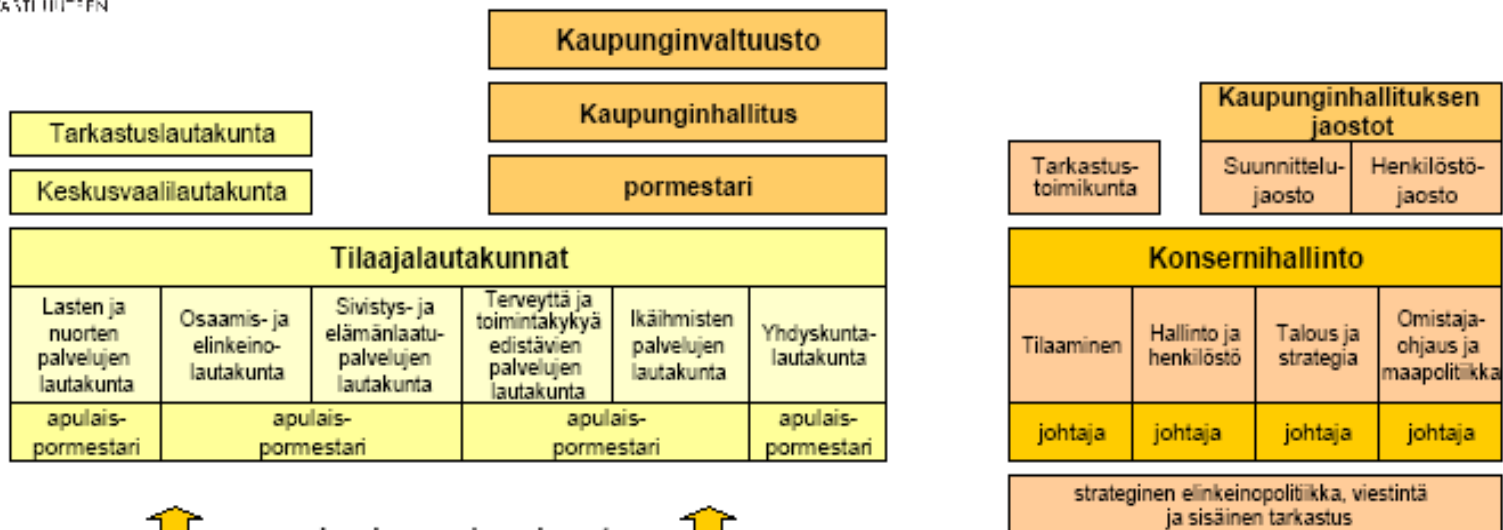 Kaupunginvaltuusto
Kaupunginhallitus
pormestari
Tarkastuslautakunta
Keskusvaalilautakunta
Tilaajalautakunnat
Lasten ja
nuorten
palvelujen
lautakunta
Osaamis- ja
elinkeino-
lautakunta
Sivistys- ja
elämänlaatu-
palvelujen
lautakunta
Terveyttä ja
toimintakykyä
edistävien
palvelujen
lautakunta
Ikäihmisten
palvelujen
lautakunta
Yhdyskunta-
lautakunta
apulais-
pormestari
apulais-
pormestari
apulais-
pormestari
apulais-
pormestari
Kaupunginhallituksen
jaostot
Tarkastus-
toimikunta
Suunnittelu-
jaosto
Henkilöstö-
jaosto
Konsernihallinto
Tilaaminen
Hallinto ja
henkilöstö
Talous ja
strategia
Omistaja-
ohjaus ja
maapolitiikka
johtaja
johtaja
johtaja
johtaja
strateginen elinkeinopolitiikka, viestintä
ja sisäinen tarkastus